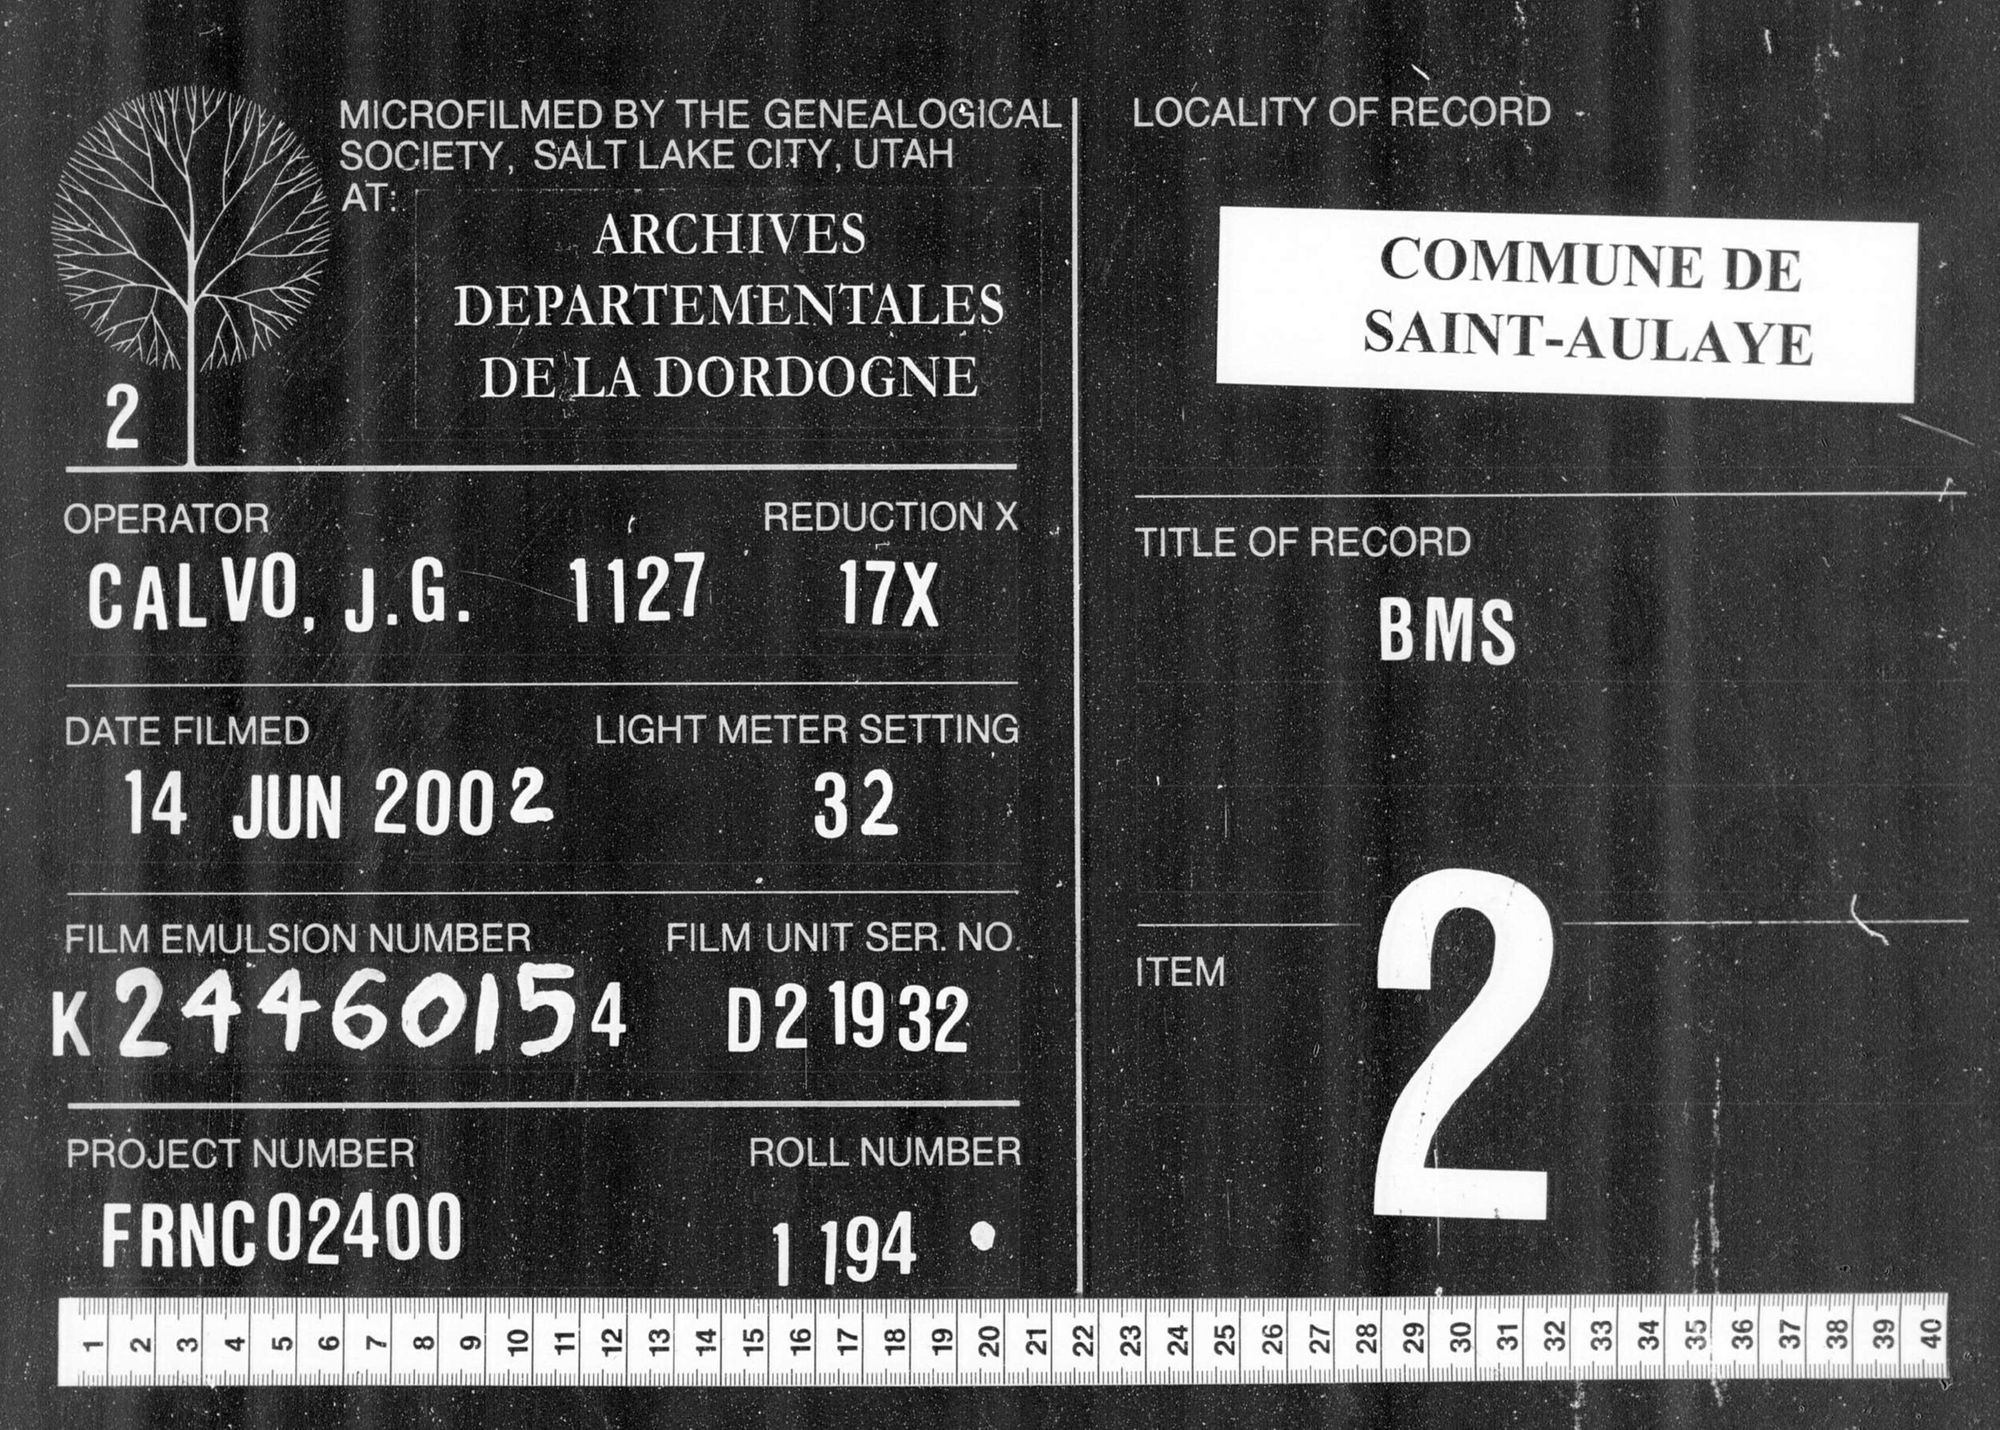 MICROFILMED BY THE GENEALOGICAL
SOCIETY, SALT LAKE CITY, UTAH
AT:
ARCHIVES
DEPARTEMENTALES
DE LA DORDOGNE
2
OPERATOR REDUCTION X
CALVO, J.G. 1127 17X
DATE FILMED LIGHT METER SETTING
14 JUN 2002 32
FILM EMULSION NUMBER FILM UNIT SER. NO.
K 24460154 D21932
PROJECT NUMBER ROLL NUMBER
FRNC02400 1194
LOCALITY OF RECORD
COMMUNE DE
SAINT-AULAYE
TITLE OF RECORD
BMS
ITEM
2
1 2 3 4 5 6 7 8 9 10 11 12 13 14 15 16 17 18 19 20 21 22 23 24 25 26 27 28 29 30 31 32 33 34 35 36 37 38 39 40